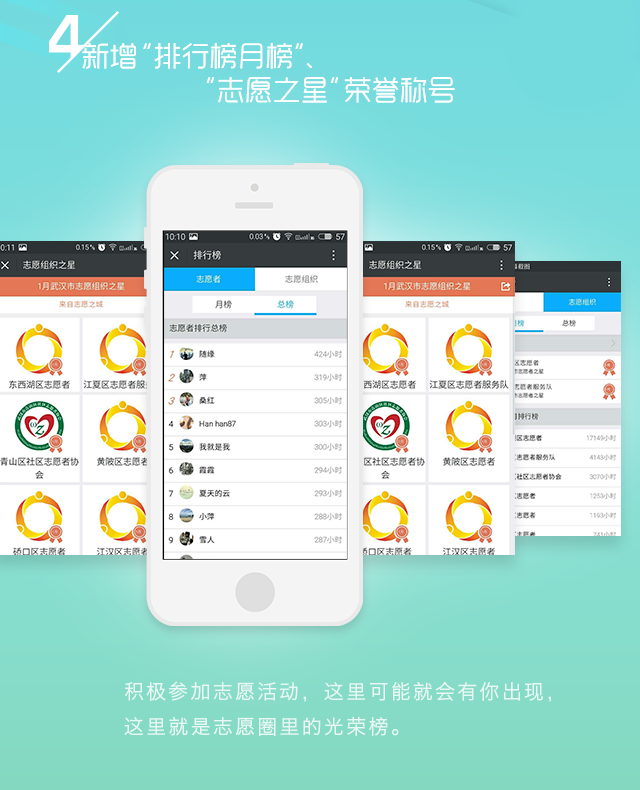 4
新增“排行榜月榜“、
”志愿之星”荣誉称号
0:11 0.15%
志愿组织之星
1月武汉市志愿组织之星
来自志愿之城
东西湖区志愿者
江夏区志愿者服
青山区社区志愿者协会
黄陂区志愿者
硚口区志愿者
江汉区
10:10 0.03% 57
排行榜
志愿者 志愿组织
月榜 总榜
志愿者排行总榜
1 随缘 424小时
2 萍 319小时
3 桑红 305小时
4 Han han87 303小时
5 我就是我 300小时
6 霞霞 294小时
7 夏天的云 293小时
8 小萍 288小时
9 雪人 287小时
0.15% 57
志愿组织之星
1月武汉市志愿组织之星
来自志愿之城
西湖区志愿者
江夏区志愿者服务队
区社区志愿者协会
黄陂区志愿者
口区志愿者
江汉区志愿者
志愿组织
月榜 总榜
区志愿者
市志愿者之星
志愿者服务队
市志愿者之星
排行榜
区志愿者 17149小时
志愿者服务队 4143小时
区社区志愿者协会 3070小时
志愿者 1253小时
志愿者 1193小时
志愿者 741小时
积极参加志愿活动，这里可能就会有你出现，
这里就是志愿圈里的光荣榜。